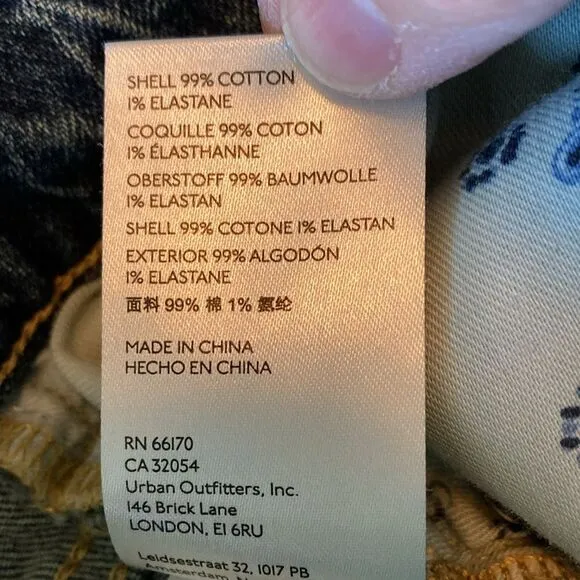 SHELL 99% COTTON
1% ELASTANE
COQUILLE 99% COTON
1% ÉLASTHANNE
OBERSTOFF 99% BAUMWOLLE
1% ELASTAN
SHELL 99% COTONE 1% ELASTAN
EXTERIOR 99% ALGODÓN
1% ELASTANE
面料 99% 棉 1% 氨纶
MADE IN CHINA
HECHO EN CHINA
RN 66170
CA 32054
Urban Outfitters, Inc.
146 Brick Lane
LONDON, E1 6RU
Leidsestraat 32, 1017 PB
Amsterdam